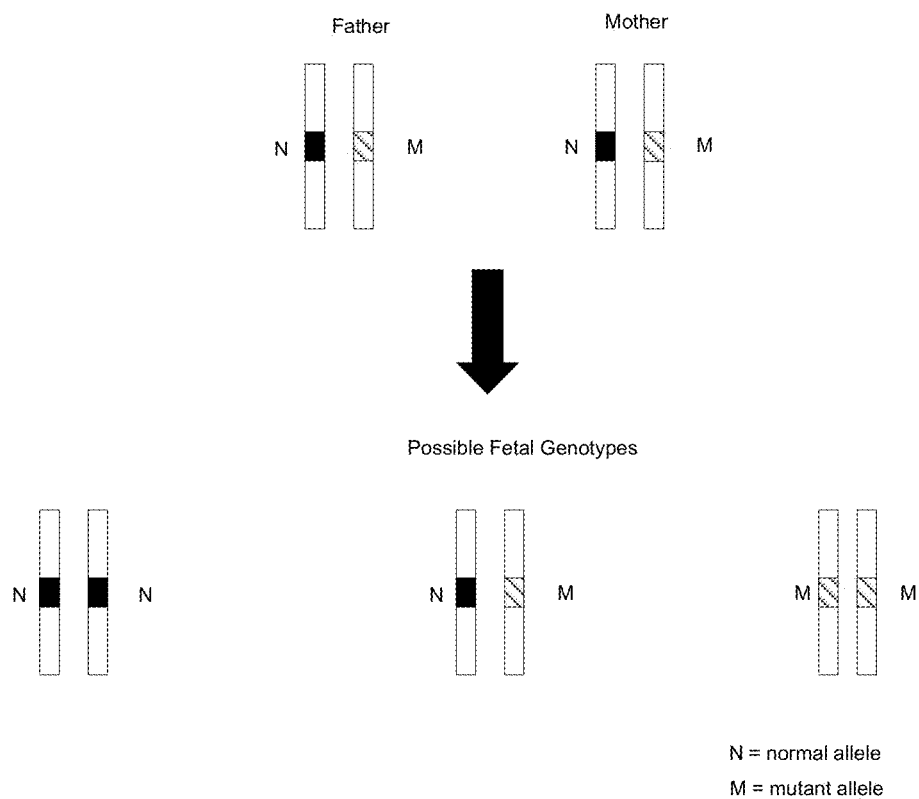 Father Mother
N M N M
Possible Fetal Genotypes
N N N M M M
N = normal allele
M = mutant allele